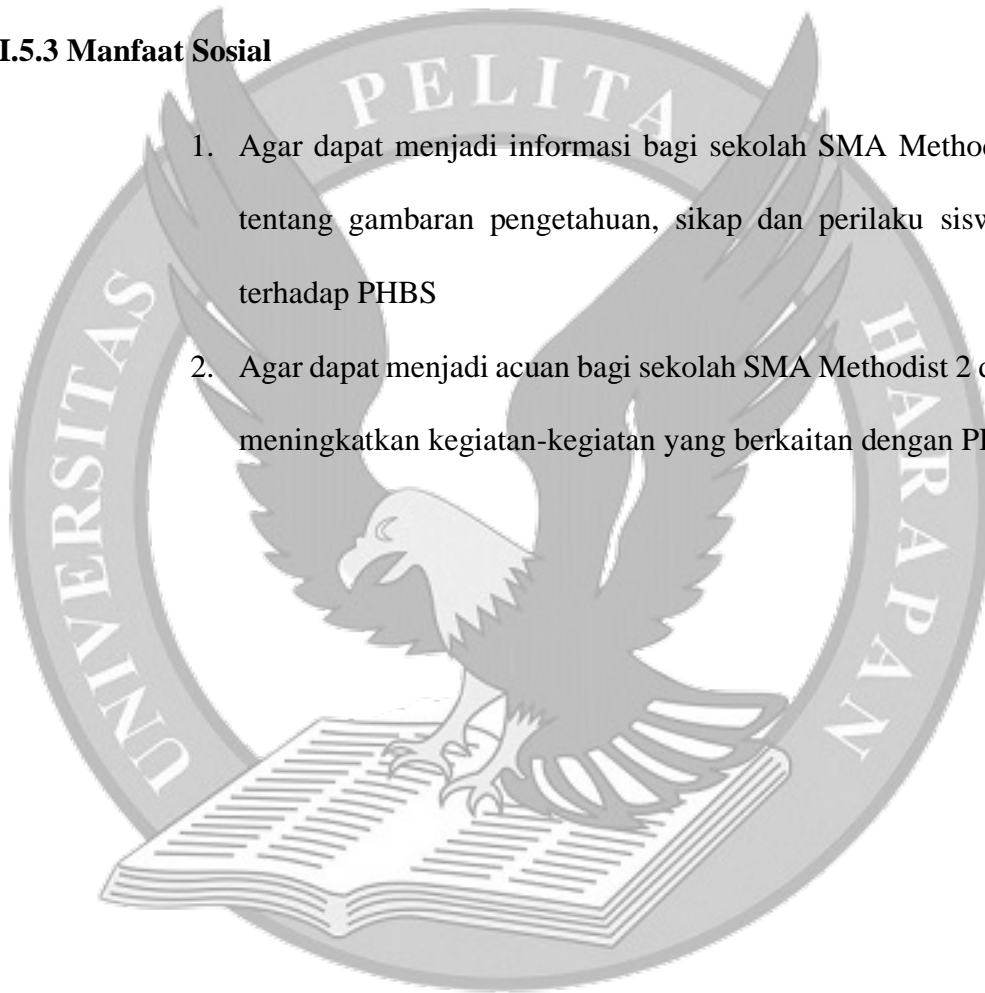 I.5.3 Manfaat Sosial
1. Agar dapat menjadi informasi bagi sekolah SMA
tentang gambaran pengetahuan, sikap dan perilaku
terhadap PHBS
2. Agar dapat menjadi acuan bagi sekolah SMA Methodist 2
meningkatkan kegiatan-kegiatan yang berkaitan dengan
UNIVERSITAS PELITA HARAPAN